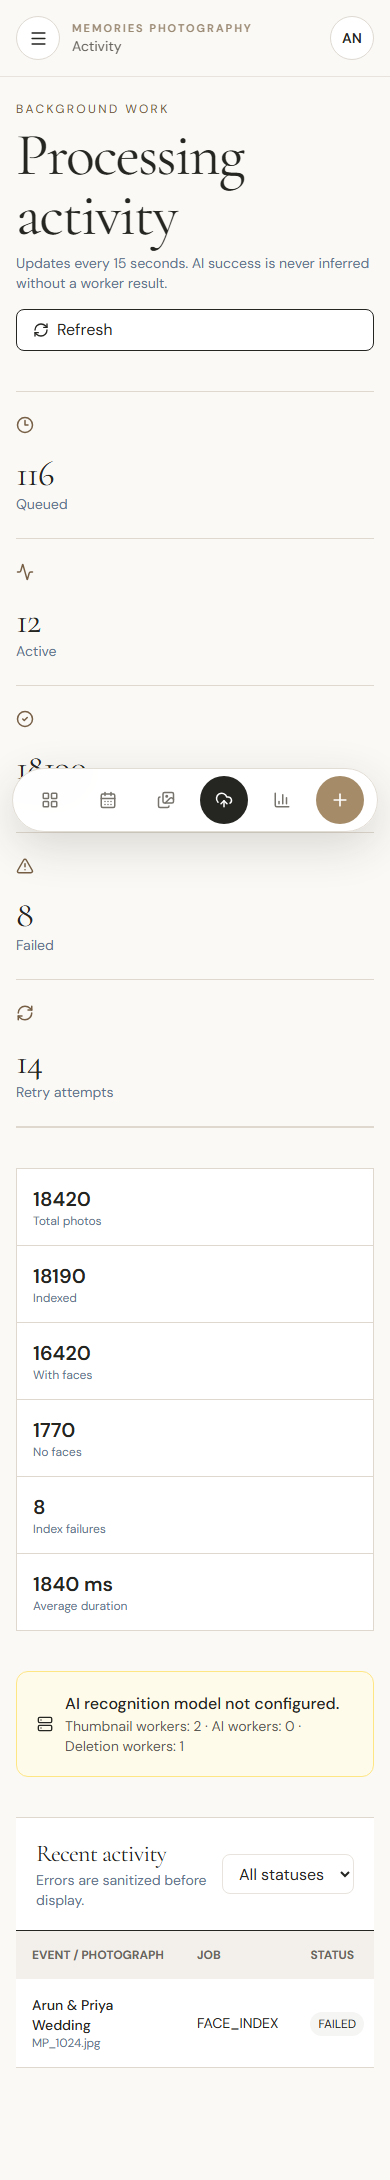 MEMORIES PHOTOGRAPHY
Activity
AN
BACKGROUND WORK
Processing
activity
Updates every 15 seconds. AI success is never inferred
without a worker result.
Refresh
116
Queued
12
Active
8
Failed
14
Retry attempts
18420
Total photos
18190
Indexed
16420
With faces
1770
No faces
8
Index failures
1840 ms
Average duration
AI recognition model not configured.
Thumbnail workers: 2 · AI workers: 0 ·
Deletion workers: 1
Recent activity
Errors are sanitized before
display.
All statuses
EVENT / PHOTOGRAPH JOB STATUS
Arun & Priya
Wedding
MP_1024.jpg
FACE_INDEX
FAILED